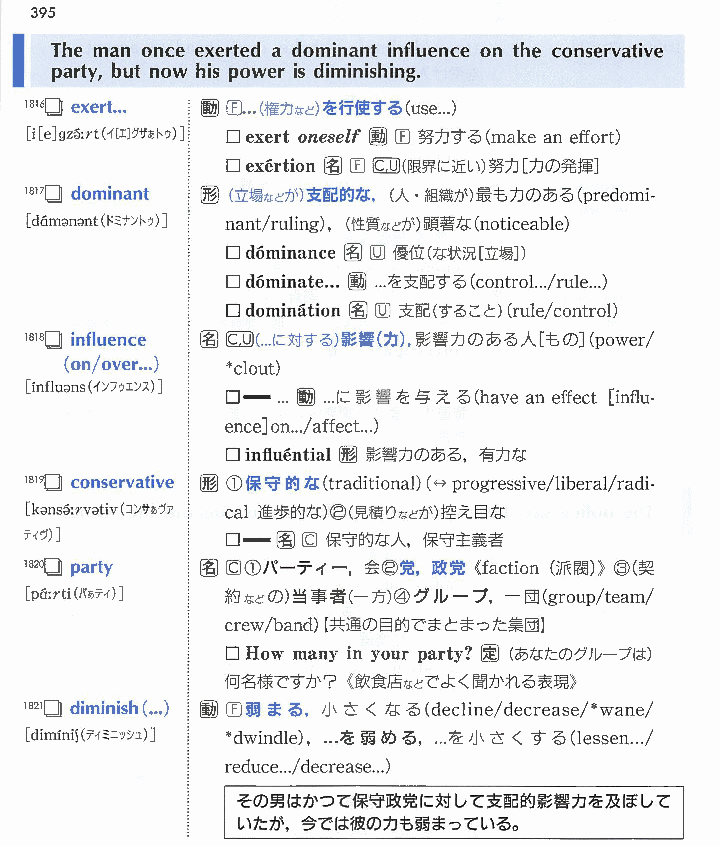 395
The man once exerted a dominant influence on the conservative
party, but now his power is diminishing.
1816□ exert...
[i[e]gzə́ːrt(イ[エ]グザぁトゥ)]
動 Ⓕ...(権力などを)を行使する(use...)
□ exert oneself 動 Ⓕ 努力する(make an effort)
□ exértion 名 Ⓕ C,U(限界に近い)努力[力の発揮]
1817□ dominant
[dɑ́mənənt(ドミナントゥ)]
形 (立場などが)支配的な，(人・組織が)最も力のある(predomi-
nant/ruling)，(性質などが)顕著な(noticeable)
□ dóminance 名 U 優位(な状況[立場])
□ dóminate... 動 ...を支配する(control.../rule...)
□ dominátion 名 U 支配(すること)(rule/control)
1818□ influence
(on/over...)
[ínfluəns(インフゥエンス)]
名 C,U(...に対する)影響(力)，影響力のある人[もの](power/
*clout)
□━ ... 動 ...に影響を与える(have an effect [influ-
ence]on.../affect...)
□ influéntial 形 影響力のある，有力な
1819□ conservative
[kənsə́ːrvətiv(コンサぁヴァ
ティヴ)]
形 ①保守的な(traditional)(↔ progressive/liberal/radi-
cal 進歩的な)②(見積りなどが)控え目な
□━ 名 C 保守的な人，保守主義者
1820□ party
[pɑ́ːrti(パぁティ)]
名 C①パーティー，会②党，政党《faction (派閥)》③(契
約などの)当事者(一方)④グループ，一団(group/team/
crew/band)【共通の目的でまとまった集団】
□ How many in your party? 定 (あなたのグループは)
何名様ですか？《飲食店などでよく聞かれる表現》
1821□ diminish (...)
[dimíniʃ(ディミニッシュ)]
動 Ⓕ弱まる，小さくなる(decline/decrease/*wane/
*dwindle)，...を弱める，...を小さくする(lessen.../
reduce.../decrease...)
その男はかつて保守政党に対して支配的影響力を及ぼして
いたが，今では彼の力も弱まっている。